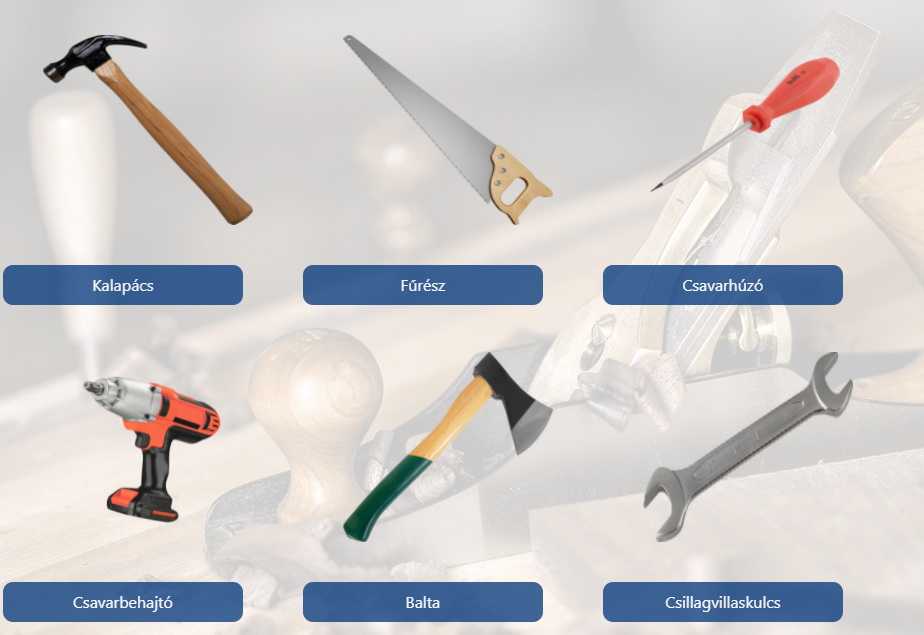 Kalapács
Fűrész
Csavarhúzó
Csavarbehajtó
Balta
Csillagvillaskulcs